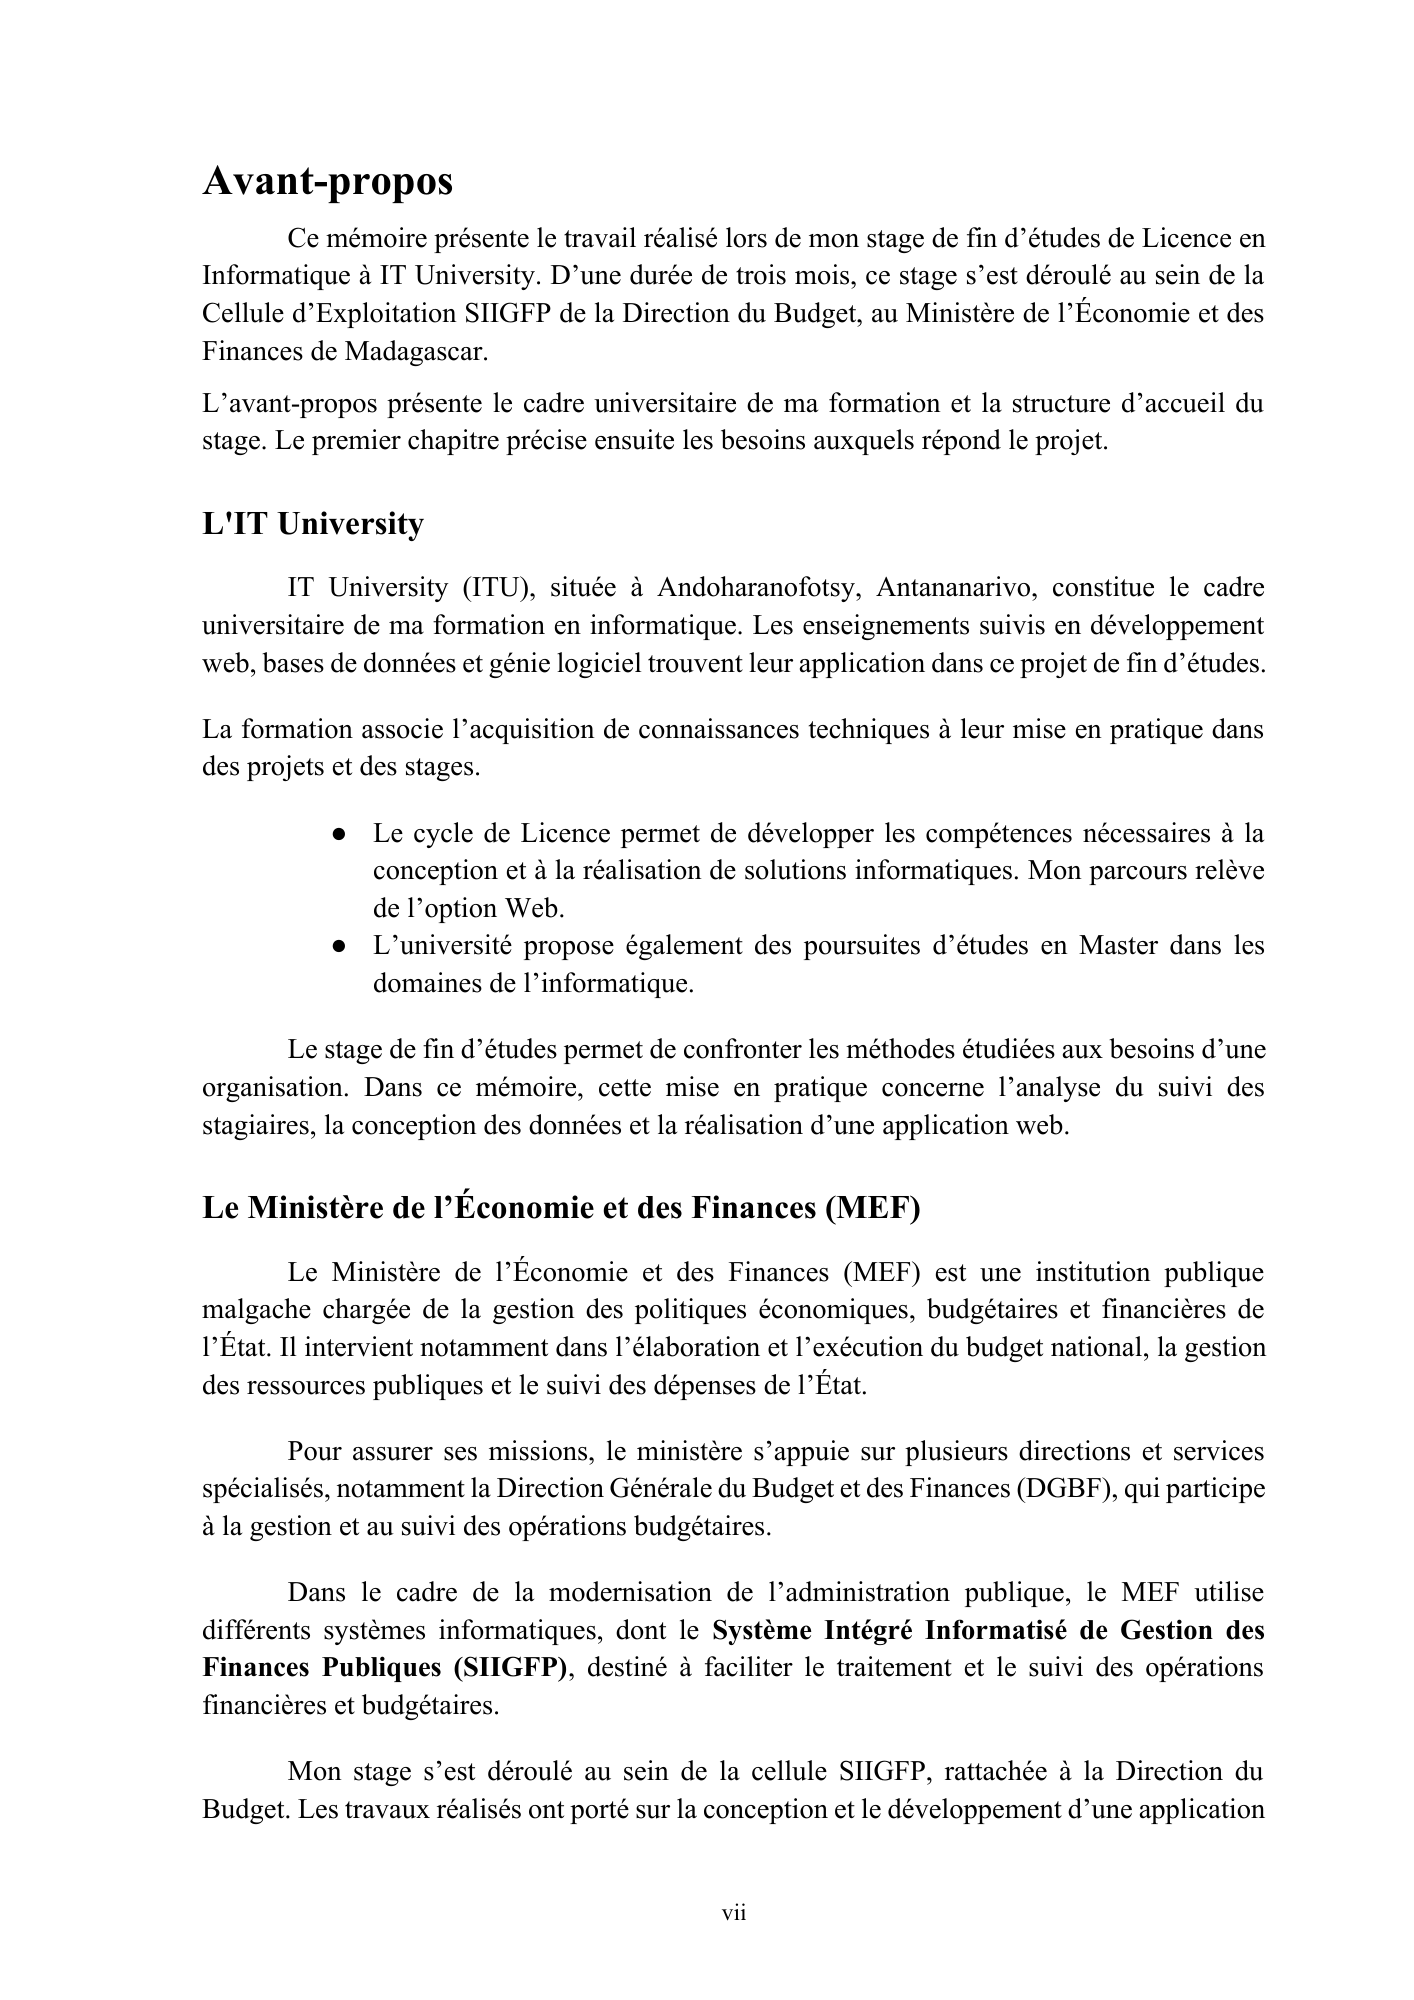 Avant-propos
Ce mémoire présente le travail réalisé lors de mon stage de fin d’études de Licence en
Informatique à IT University. D’une durée de trois mois, ce stage s’est déroulé au sein de la
Cellule d’Exploitation SIIGFP de la Direction du Budget, au Ministère de l’Économie et des
Finances de Madagascar.
L’avant-propos présente le cadre universitaire de ma formation et la structure d’accueil du
stage. Le premier chapitre précise ensuite les besoins auxquels répond le projet.
L'IT University
IT University (ITU), située à Andoharanofotsy, Antananarivo, constitue le cadre
universitaire de ma formation en informatique. Les enseignements suivis en développement
web, bases de données et génie logiciel trouvent leur application dans ce projet de fin d’études.
La formation associe l’acquisition de connaissances techniques à leur mise en pratique dans
des projets et des stages.
● Le cycle de Licence permet de développer les compétences nécessaires à la
conception et à la réalisation de solutions informatiques. Mon parcours relève
de l’option Web.
● L’université propose également des poursuites d’études en Master dans les
domaines de l’informatique.
Le stage de fin d’études permet de confronter les méthodes étudiées aux besoins d’une
organisation. Dans ce mémoire, cette mise en pratique concerne l’analyse du suivi des
stagiaires, la conception des données et la réalisation d’une application web.
Le Ministère de l’Économie et des Finances (MEF)
Le Ministère de l’Économie et des Finances (MEF) est une institution publique
malgache chargée de la gestion des politiques économiques, budgétaires et financières de
l’État. Il intervient notamment dans l’élaboration et l’exécution du budget national, la gestion
des ressources publiques et le suivi des dépenses de l’État.
Pour assurer ses missions, le ministère s’appuie sur plusieurs directions et services
spécialisés, notamment la Direction Générale du Budget et des Finances (DGBF), qui participe
à la gestion et au suivi des opérations budgétaires.
Dans le cadre de la modernisation de l’administration publique, le MEF utilise
différents systèmes informatiques, dont le Système Intégré Informatisé de Gestion des
Finances Publiques (SIIGFP), destiné à faciliter le traitement et le suivi des opérations
financières et budgétaires.
Mon stage s’est déroulé au sein de la cellule SIIGFP, rattachée à la Direction du
Budget. Les travaux réalisés ont porté sur la conception et le développement d’une application
vii